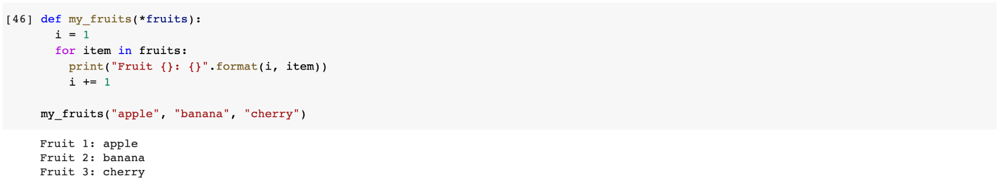 [46] def my_fruits(*fruits):
  i = 1
  for item in fruits:
    print("Fruit {}: {}".format(i, item))
    i += 1

my_fruits("apple", "banana", "cherry")
Fruit 1: apple
Fruit 2: banana
Fruit 3: cherry